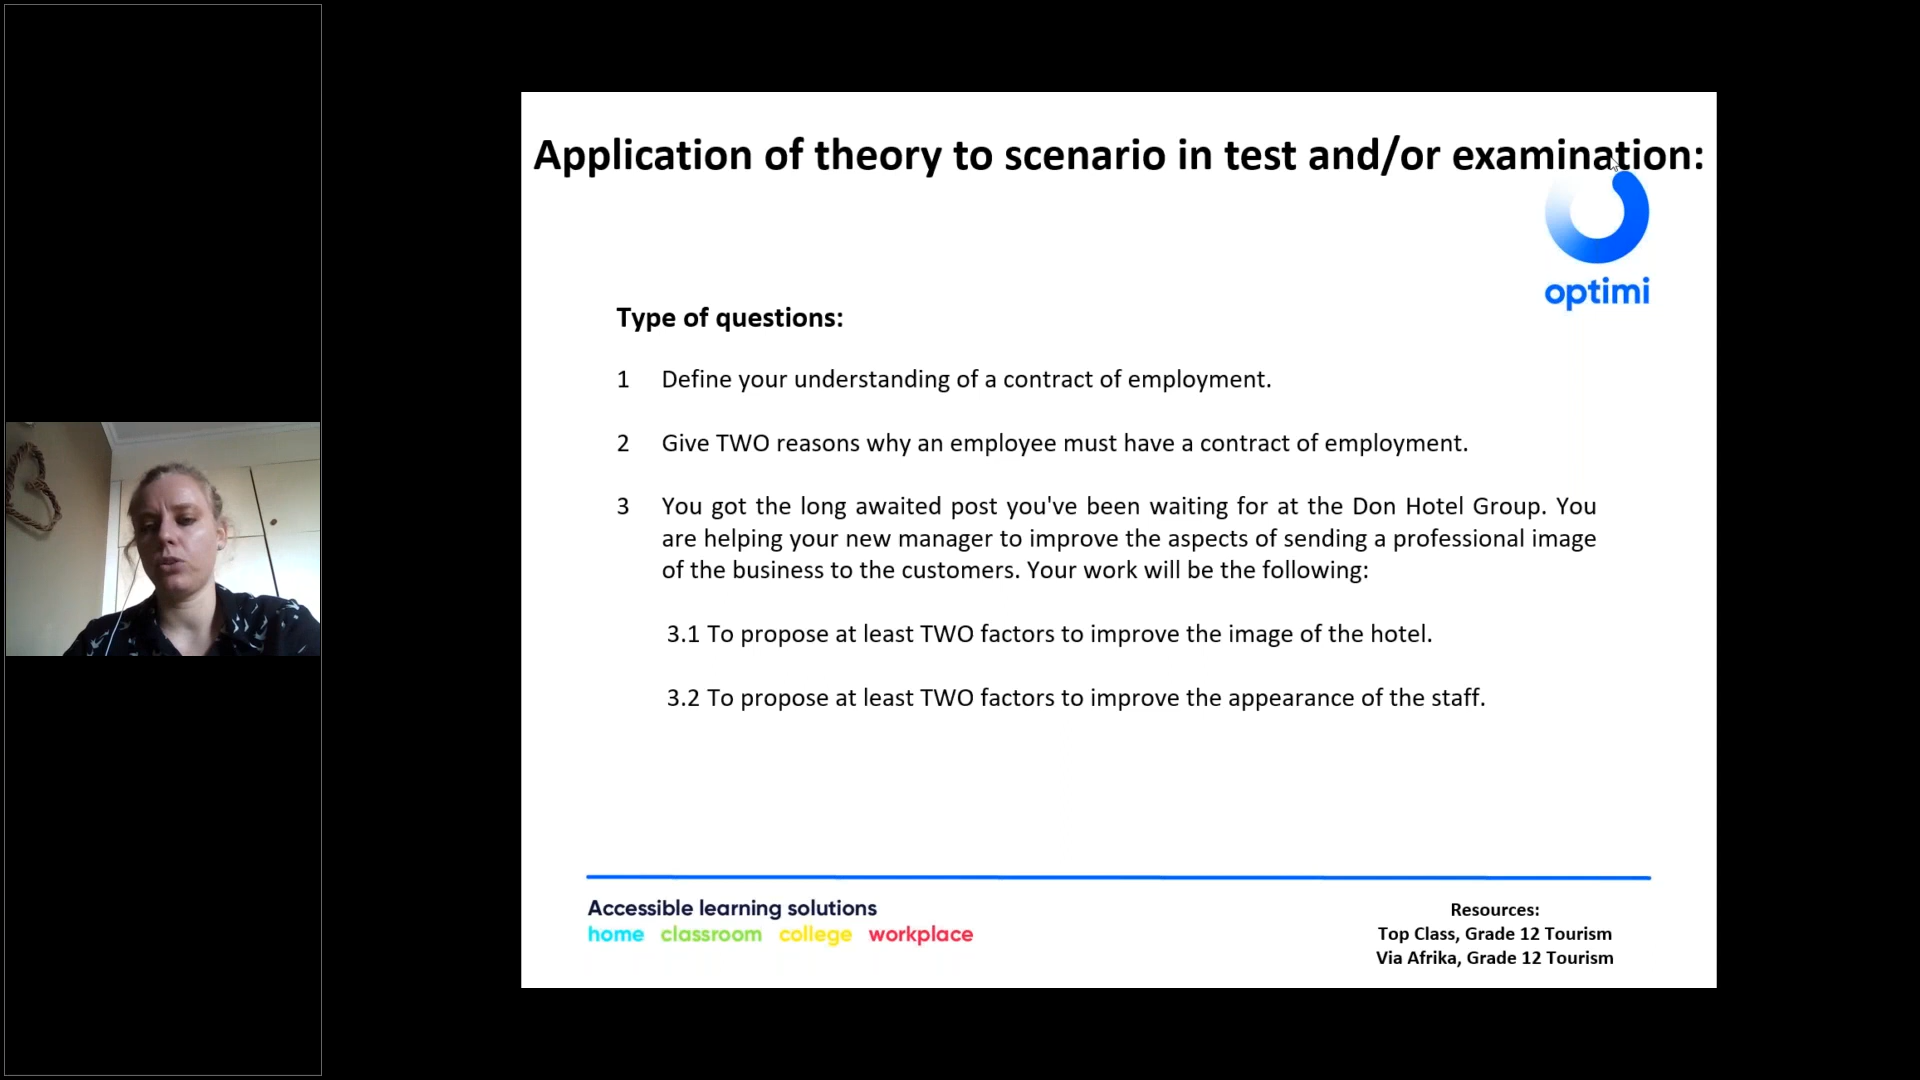 Application of theory to scenario in test and/or examination:
optimi
Type of questions:
1 Define your understanding of a contract of employment.
2 Give TWO reasons why an employee must have a contract of employment.
3 You got the long awaited post you've been waiting for at the Don Hotel Group. You
are helping your new manager to improve the aspects of sending a professional image
of the business to the customers. Your work will be the following:
3.1 To propose at least TWO factors to improve the image of the hotel.
3.2 To propose at least TWO factors to improve the appearance of the staff.
Accessible learning solutions
home classroom college workplace
Resources:
Top Class, Grade 12 Tourism
Via Afrika, Grade 12 Tourism